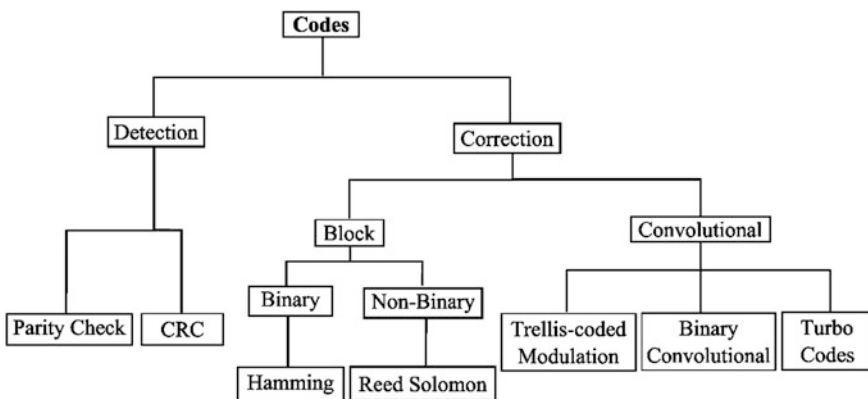 Codes
Detection
Correction
Block
Convolutional
Binary
Non-Binary
Parity Check
CRC
Trellis-coded
Modulation
Binary
Convolutional
Turbo
Codes
Hamming
Reed Solomon